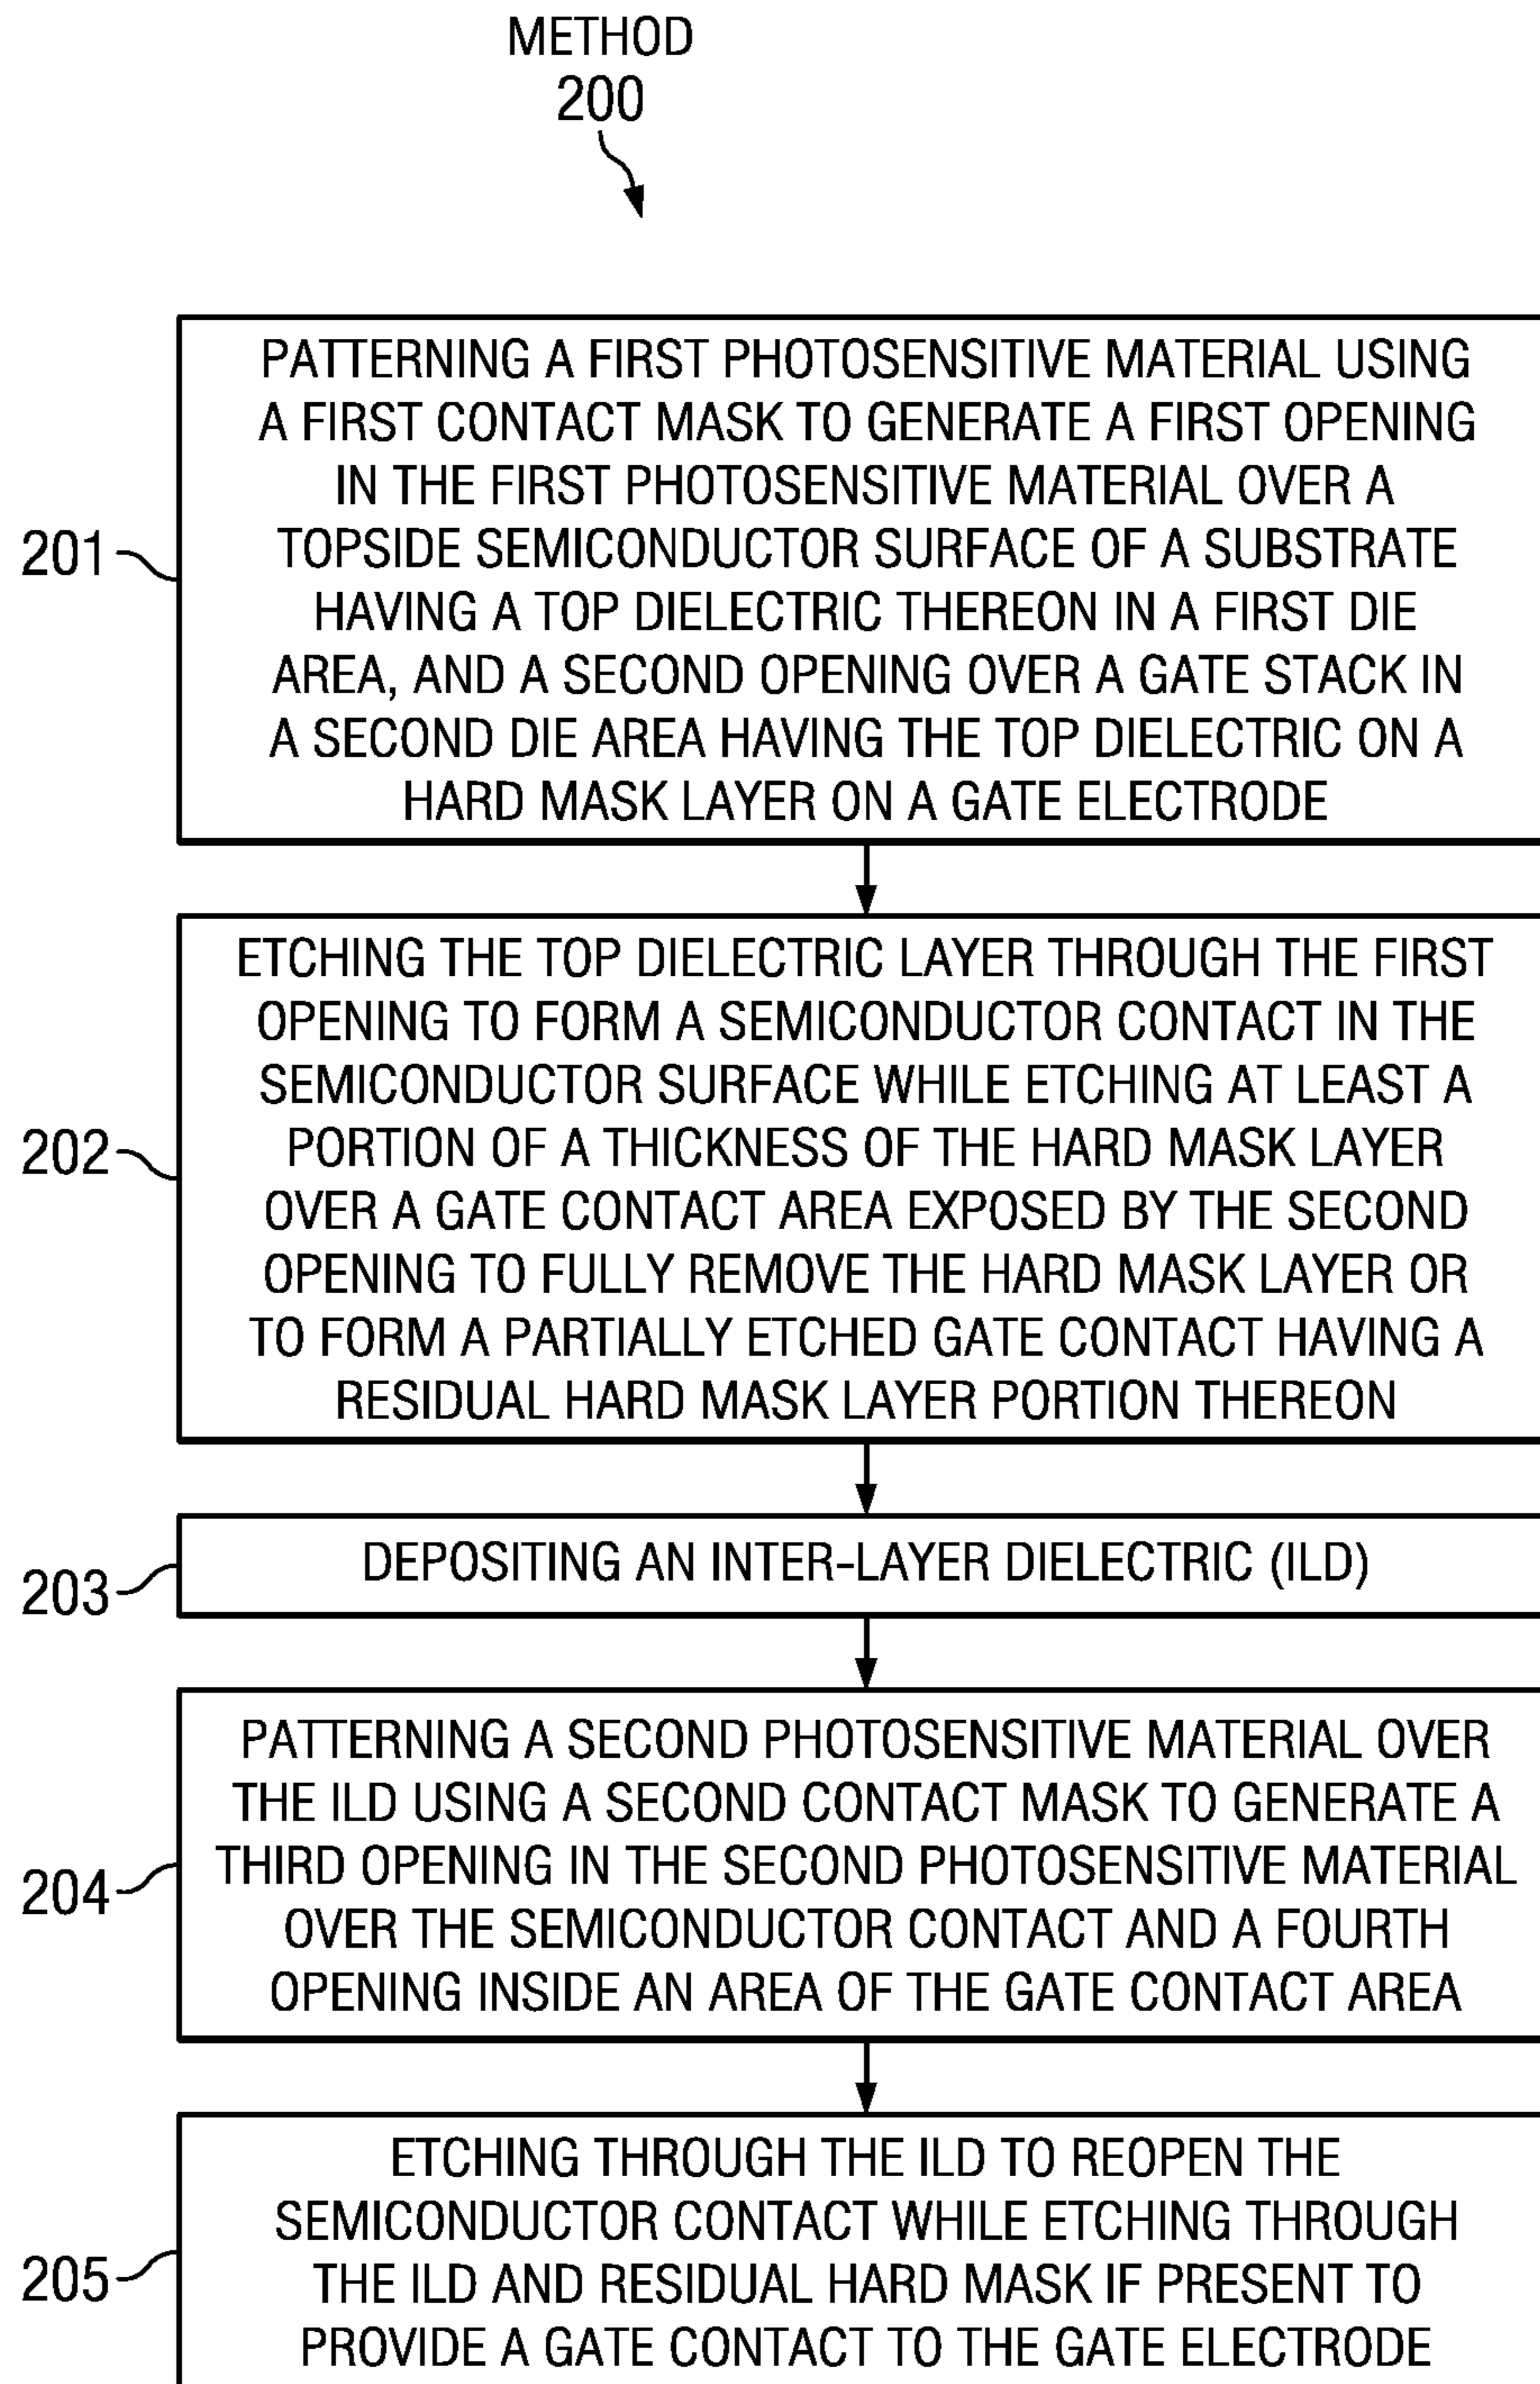 METHOD
200
201
PATTERNING A FIRST PHOTOSENSITIVE MATERIAL USING
A FIRST CONTACT MASK TO GENERATE A FIRST OPENING
IN THE FIRST PHOTOSENSITIVE MATERIAL OVER A
TOPSIDE SEMICONDUCTOR SURFACE OF A SUBSTRATE
HAVING A TOP DIELECTRIC THEREON IN A FIRST DIE
AREA, AND A SECOND OPENING OVER A GATE STACK IN
A SECOND DIE AREA HAVING THE TOP DIELECTRIC ON A
HARD MASK LAYER ON A GATE ELECTRODE
202
ETCHING THE TOP DIELECTRIC LAYER THROUGH THE FIRST
OPENING TO FORM A SEMICONDUCTOR CONTACT IN THE
SEMICONDUCTOR SURFACE WHILE ETCHING AT LEAST A
PORTION OF A THICKNESS OF THE HARD MASK LAYER
OVER A GATE CONTACT AREA EXPOSED BY THE SECOND
OPENING TO FULLY REMOVE THE HARD MASK LAYER OR
TO FORM A PARTIALLY ETCHED GATE CONTACT HAVING A
RESIDUAL HARD MASK LAYER PORTION THEREON
203
DEPOSITING AN INTER-LAYER DIELECTRIC (ILD)
204
PATTERNING A SECOND PHOTOSENSITIVE MATERIAL OVER
THE ILD USING A SECOND CONTACT MASK TO GENERATE A
THIRD OPENING IN THE SECOND PHOTOSENSITIVE MATERIAL
OVER THE SEMICONDUCTOR CONTACT AND A FOURTH
OPENING INSIDE AN AREA OF THE GATE CONTACT AREA
205
ETCHING THROUGH THE ILD TO REOPEN THE
SEMICONDUCTOR CONTACT WHILE ETCHING THROUGH
THE ILD AND RESIDUAL HARD MASK IF PRESENT TO
PROVIDE A GATE CONTACT TO THE GATE ELECTRODE